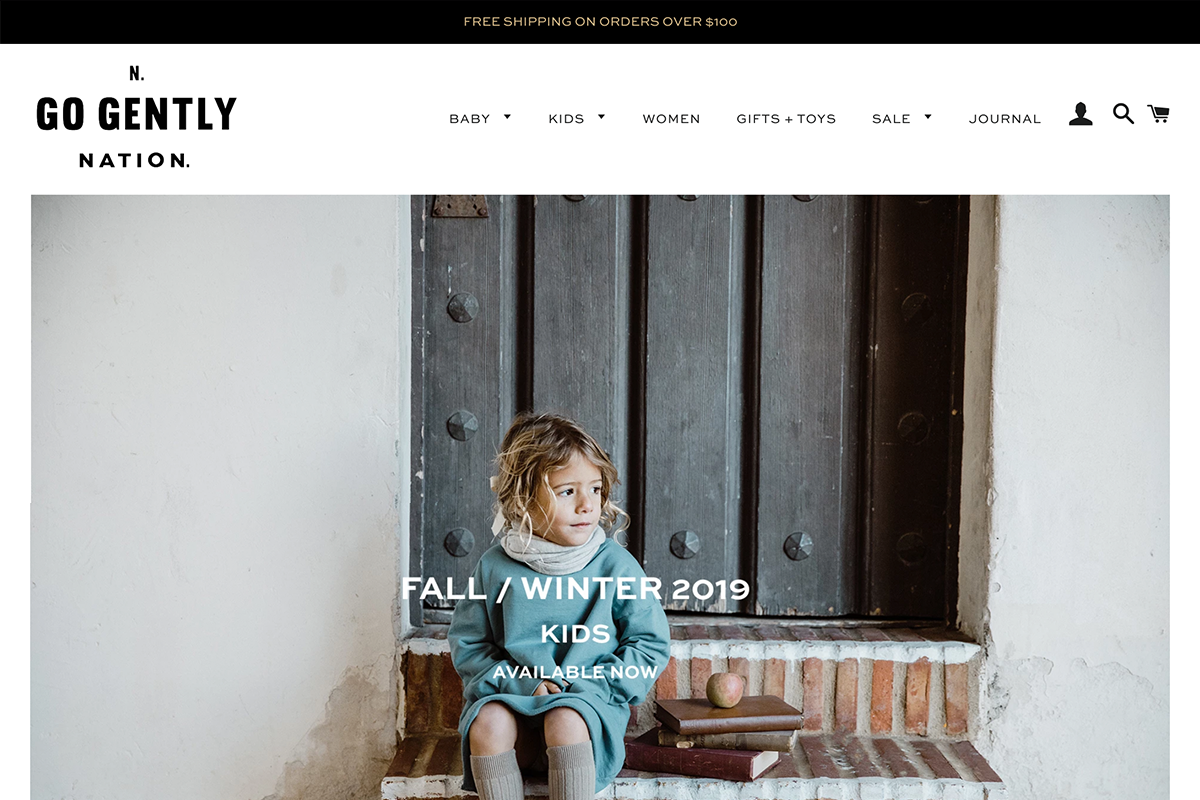 FREE SHIPPING ON ORDERS OVER $100
N.
GO GENTLY
NATION.
BABY
KIDS
WOMEN
GIFTS + TOYS
SALE
JOURNAL
FALL / WINTER 2019
KIDS
AVAILABLE NOW